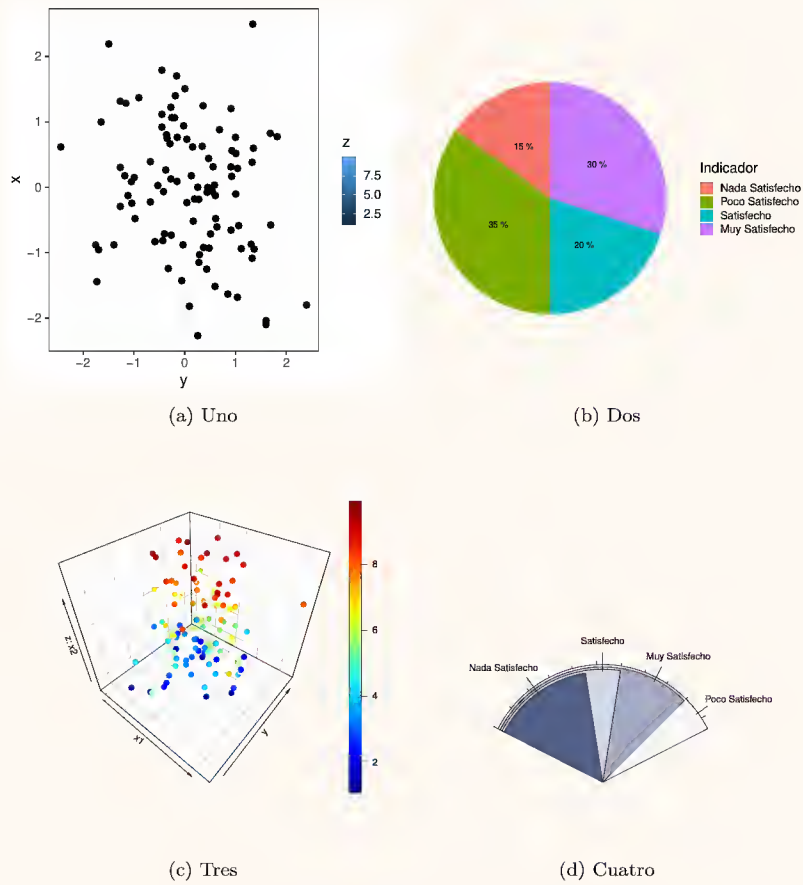 x
2
1
0
−1
−2
−2
−1
0
1
2
y
z
7.5
5.0
2.5
(a) Uno
15 %
30 %
35 %
20 %
Indicador
Nada Satisfecho
Poco Satisfecho
Satisfecho
Muy Satisfecho
(b) Dos
z: x2
x1
y
8
6
4
2
(c) Tres
Satisfecho
Nada Satisfecho
Muy Satisfecho
Poco Satisfecho
(d) Cuatro